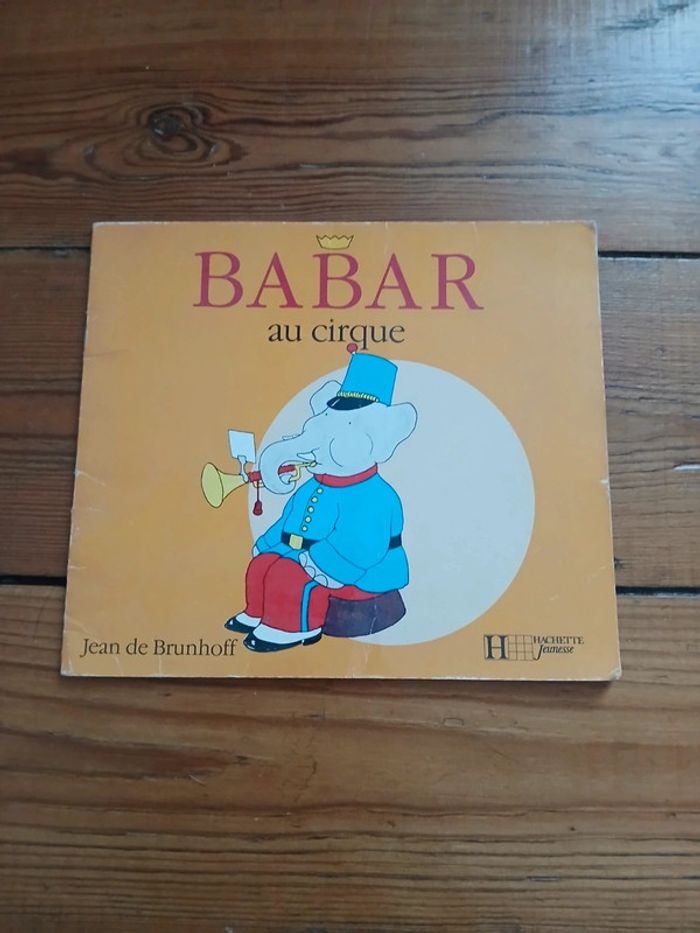 BABAR
au cirque
Jean de Brunhoff
H HACHETTE
Jeunesse